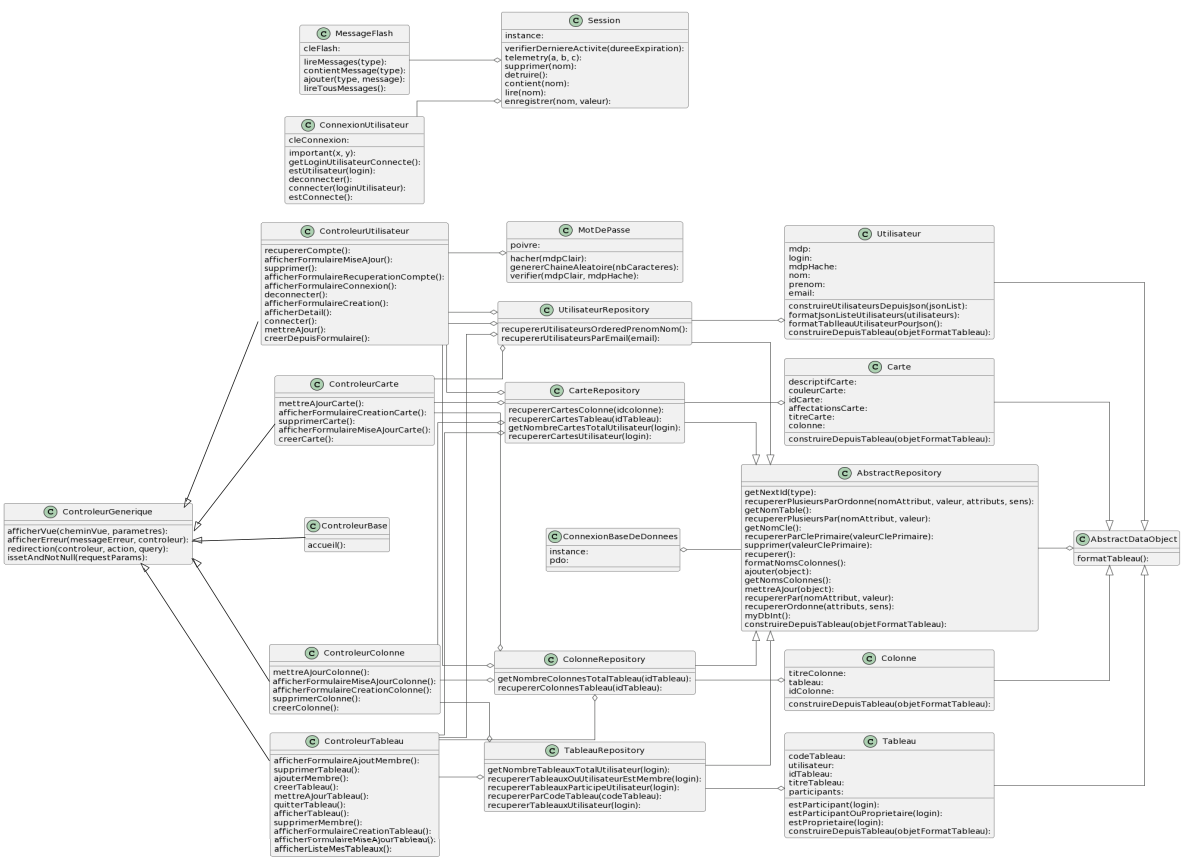 C MessageFlash
cleFlash:
lireMessages(type):
contientMessage(type):
ajouter(type, message):
lireTousMessages():
C Session
instance:
verifierDerniereActivite(dureeExpiration):
telemetry(a, b, c):
supprimer(nom):
detruire():
contient(nom):
lire(nom):
enregistrer(nom, valeur):
C ConnexionUtilisateur
cleConnexion:
important(x, y):
getLoginUtilisateurConnecte():
estUtilisateur(login):
deconnecter():
connecter(loginUtilisateur):
estConnecte():
C ControleurUtilisateur
recupererCompte():
afficherFormulaireMiseAJour():
supprimer():
afficherFormulaireRecuperationCompte():
afficherFormulaireConnexion():
deconnecter():
afficherFormulaireCreation():
afficherDetail():
connecter():
mettreAJour():
creerDepuisFormulaire():
C MotDePasse
poivre:
hacher(mdpClair):
genererChaineAleatoire(nbCaracteres):
verifier(mdpClair, mdpHache):
C Utilisateur
mdp:
login:
mdpHache:
nom:
prenom:
email:
construireUtilisateursDepuisJson(jsonList):
formatJsonListeUtilisateurs(utilisateurs):
formatTablleauUtilisateurPourJson():
construireDepuisTableau(objetFormatTableau):
C UtilisateurRepository
recupererUtilisateursOrderedPrenomNom():
recupererUtilisateursParEmail(email):
C ControleurCarte
mettreAJourCarte():
afficherFormulaireCreationCarte():
supprimerCarte():
afficherFormulaireMiseAJourCarte():
creerCarte():
C CarteRepository
recupererCartesColonne(idcolonne):
recupererCartesTableau(idTableau):
getNombreCartesTotalUtilisateur(login):
recupererCartesUtilisateur(login):
C Carte
descriptifCarte:
couleurCarte:
idCarte:
affectationsCarte:
titreCarte:
colonne:
construireDepuisTableau(objetFormatTableau):
C ControleurGenerique
afficherVue(cheminVue, parametres):
afficherErreur(messageErreur, controleur):
redirection(controleur, action, query):
issetAndNotNull(requestParams):
C ControleurBase
accueil():
C ConnexionBaseDeDonnees
instance:
pdo:
C AbstractRepository
getNextId(type):
recupererPlusieursParOrdonne(nomAttribut, valeur, attributs, sens):
getNomTable():
recupererPlusieursPar(nomAttribut, valeur):
getNomCle():
recupererParClePrimaire(valeurClePrimaire):
supprimer(valeurClePrimaire):
recuperer():
formatNomsColonnes():
ajouter(object):
getNomsColonnes():
mettreAJour(object):
recupererPar(nomAttribut, valeur):
recupererOrdonne(attributs, sens):
myDbInt():
construireDepuisTableau(objetFormatTableau):
C AbstractDataObject
formatTableau():
C ControleurColonne
mettreAJourColonne():
afficherFormulaireMiseAJourColonne():
afficherFormulaireCreationColonne():
supprimerColonne():
creerColonne():
C ColonneRepository
getNombreColonnesTotalTableau(idTableau):
recupererColonnesTableau(idTableau):
C Colonne
titreColonne:
tableau:
idColonne:
construireDepuisTableau(objetFormatTableau):
C ControleurTableau
afficherFormulaireAjoutMembre():
supprimerTableau():
ajouterMembre():
creerTableau():
mettreAJourTableau():
quitterTableau():
afficherTableau():
supprimerMembre():
afficherFormulaireCreationTableau():
afficherFormulaireMiseAJourTableau():
afficherListeMesTableaux():
C TableauRepository
getNombreTableauxTotalUtilisateur(login):
recupererTableauxOuUtilisateurEstMembre(login):
recupererTableauxParticipeUtilisateur(login):
recupererParCodeTableau(codeTableau):
recupererTableauxUtilisateur(login):
C Tableau
codeTableau:
utilisateur:
idTableau:
titreTableau:
participants:
estParticipant(login):
estParticipantOuProprietaire(login):
estProprietaire(login):
construireDepuisTableau(objetFormatTableau):